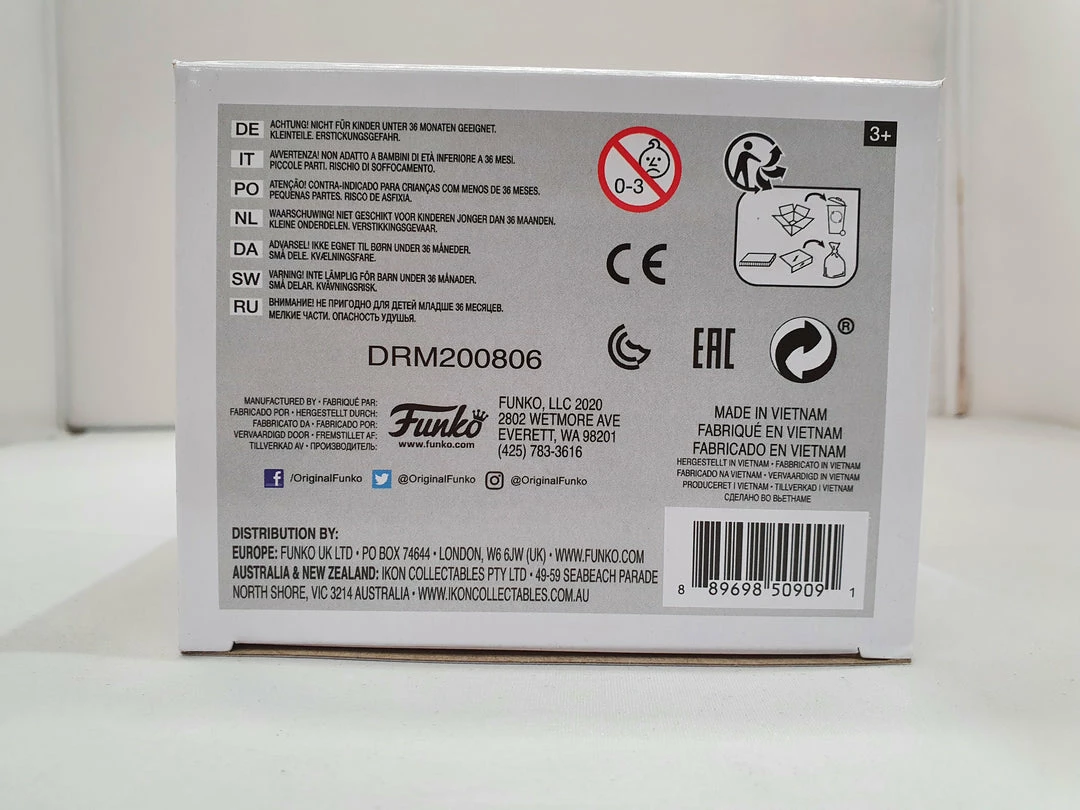 DE ACHTUNG! NICHT FÜR KINDER UNTER 36 MONATEN GEEIGNET.
KLEINTEILE. ERSTICKUNGSGEFAHR.
IT AVVERTENZA! NON ADATTO A BAMBINI DI ETÀ INFERIORE A 36 MESI.
PICCOLE PARTI. RISCHIO DI SOFFOCAMENTO.
PO ATENÇÃO! CONTRA-INDICADO PARA CRIANÇAS COM MENOS DE 36 MESES.
PEQUENAS PARTES. RISCO DE ASFIXIA.
NL WAARSCHUWING! NIET GESCHIKT VOOR KINDEREN JONGER DAN 36 MAANDEN.
KLEINE ONDERDELEN. VERSTIKKINGSGEVAAR.
DA ADVARSEL! IKKE EGNET TIL BØRN UNDER 36 MÅNEDER.
SMÅ DELE. KVÆLNINGSFARE.
SW VARNING! INTE LÄMPLIG FÖR BARN UNDER 36 MÅNADER.
SMÅ DELAR. KVÄVNINGSRISK.
RU ВНИМАНИЕ! НЕ ПРИГОДНО ДЛЯ ДЕТЕЙ МЛАДШЕ 36 МЕСЯЦЕВ.
МЕЛКИЕ ЧАСТИ. ОПАСНОСТЬ УДУШЬЯ.
0-3
3+
CE
EAC
®
DRM200806
MANUFACTURED BY • FABRIQUÉ PAR:
FABRICADO POR • HERGESTELLT DURCH:
FABBRICATO DA • FABRICADO POR:
VERVAARDIGD DOOR • FREMSTILLET AF:
TILLVERKAD AV • ПРОИЗВОДИТЕЛЬ:
Funko
www.funko.com
FUNKO, LLC 2020
2802 WETMORE AVE
EVERETT, WA 98201
(425) 783-3616
MADE IN VIETNAM
FABRIQUÉ EN VIETNAM
FABRICADO EN VIETNAM
HERGESTELLT IN VIETNAM • FABBRICATO IN VIETNAM
FABRICADO NA VIETNAM • VERVAARDIGD IN VIETNAM
PRODUCERET I VIETNAM • TILLVERKAD I VIETNAM
СДЕЛАНО ВО ВЬЕТНАМЕ
f /OriginalFunko @OriginalFunko @OriginalFunko
DISTRIBUTION BY:
EUROPE: FUNKO UK LTD • PO BOX 74644 • LONDON, W6 6JW (UK) • WWW.FUNKO.COM
AUSTRALIA & NEW ZEALAND: IKON COLLECTABLES PTY LTD • 49-59 SEABEACH PARADE
NORTH SHORE, VIC 3214 AUSTRALIA • WWW.IKONCOLLECTABLES.COM.AU
8 89698 50909 1